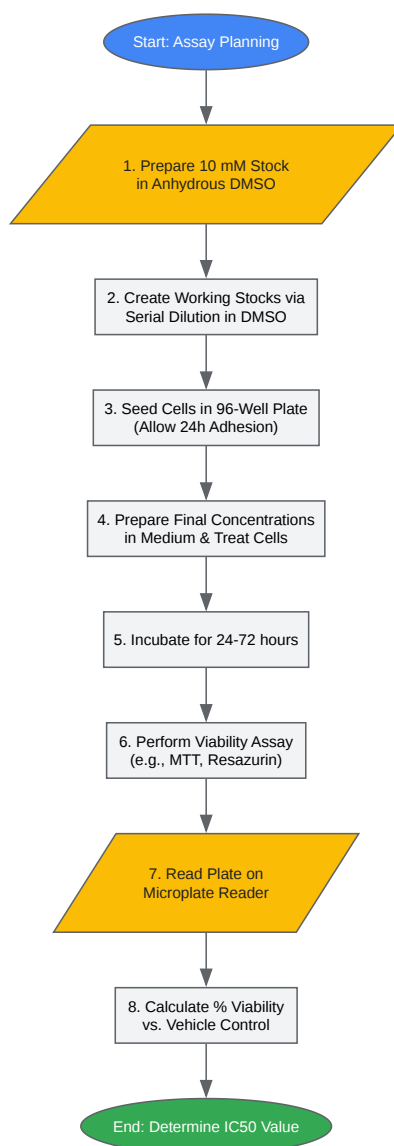 Start: Assay Planning
1. Prepare 10 mM Stock
in Anhydrous DMSO
2. Create Working Stocks via
Serial Dilution in DMSO
3. Seed Cells in 96-Well Plate
(Allow 24h Adhesion)
4. Prepare Final Concentrations
in Medium & Treat Cells
5. Incubate for 24-72 hours
6. Perform Viability Assay
(e.g., MTT, Resazurin)
7. Read Plate on
Microplate Reader
8. Calculate % Viability
vs. Vehicle Control
End: Determine IC50 Value